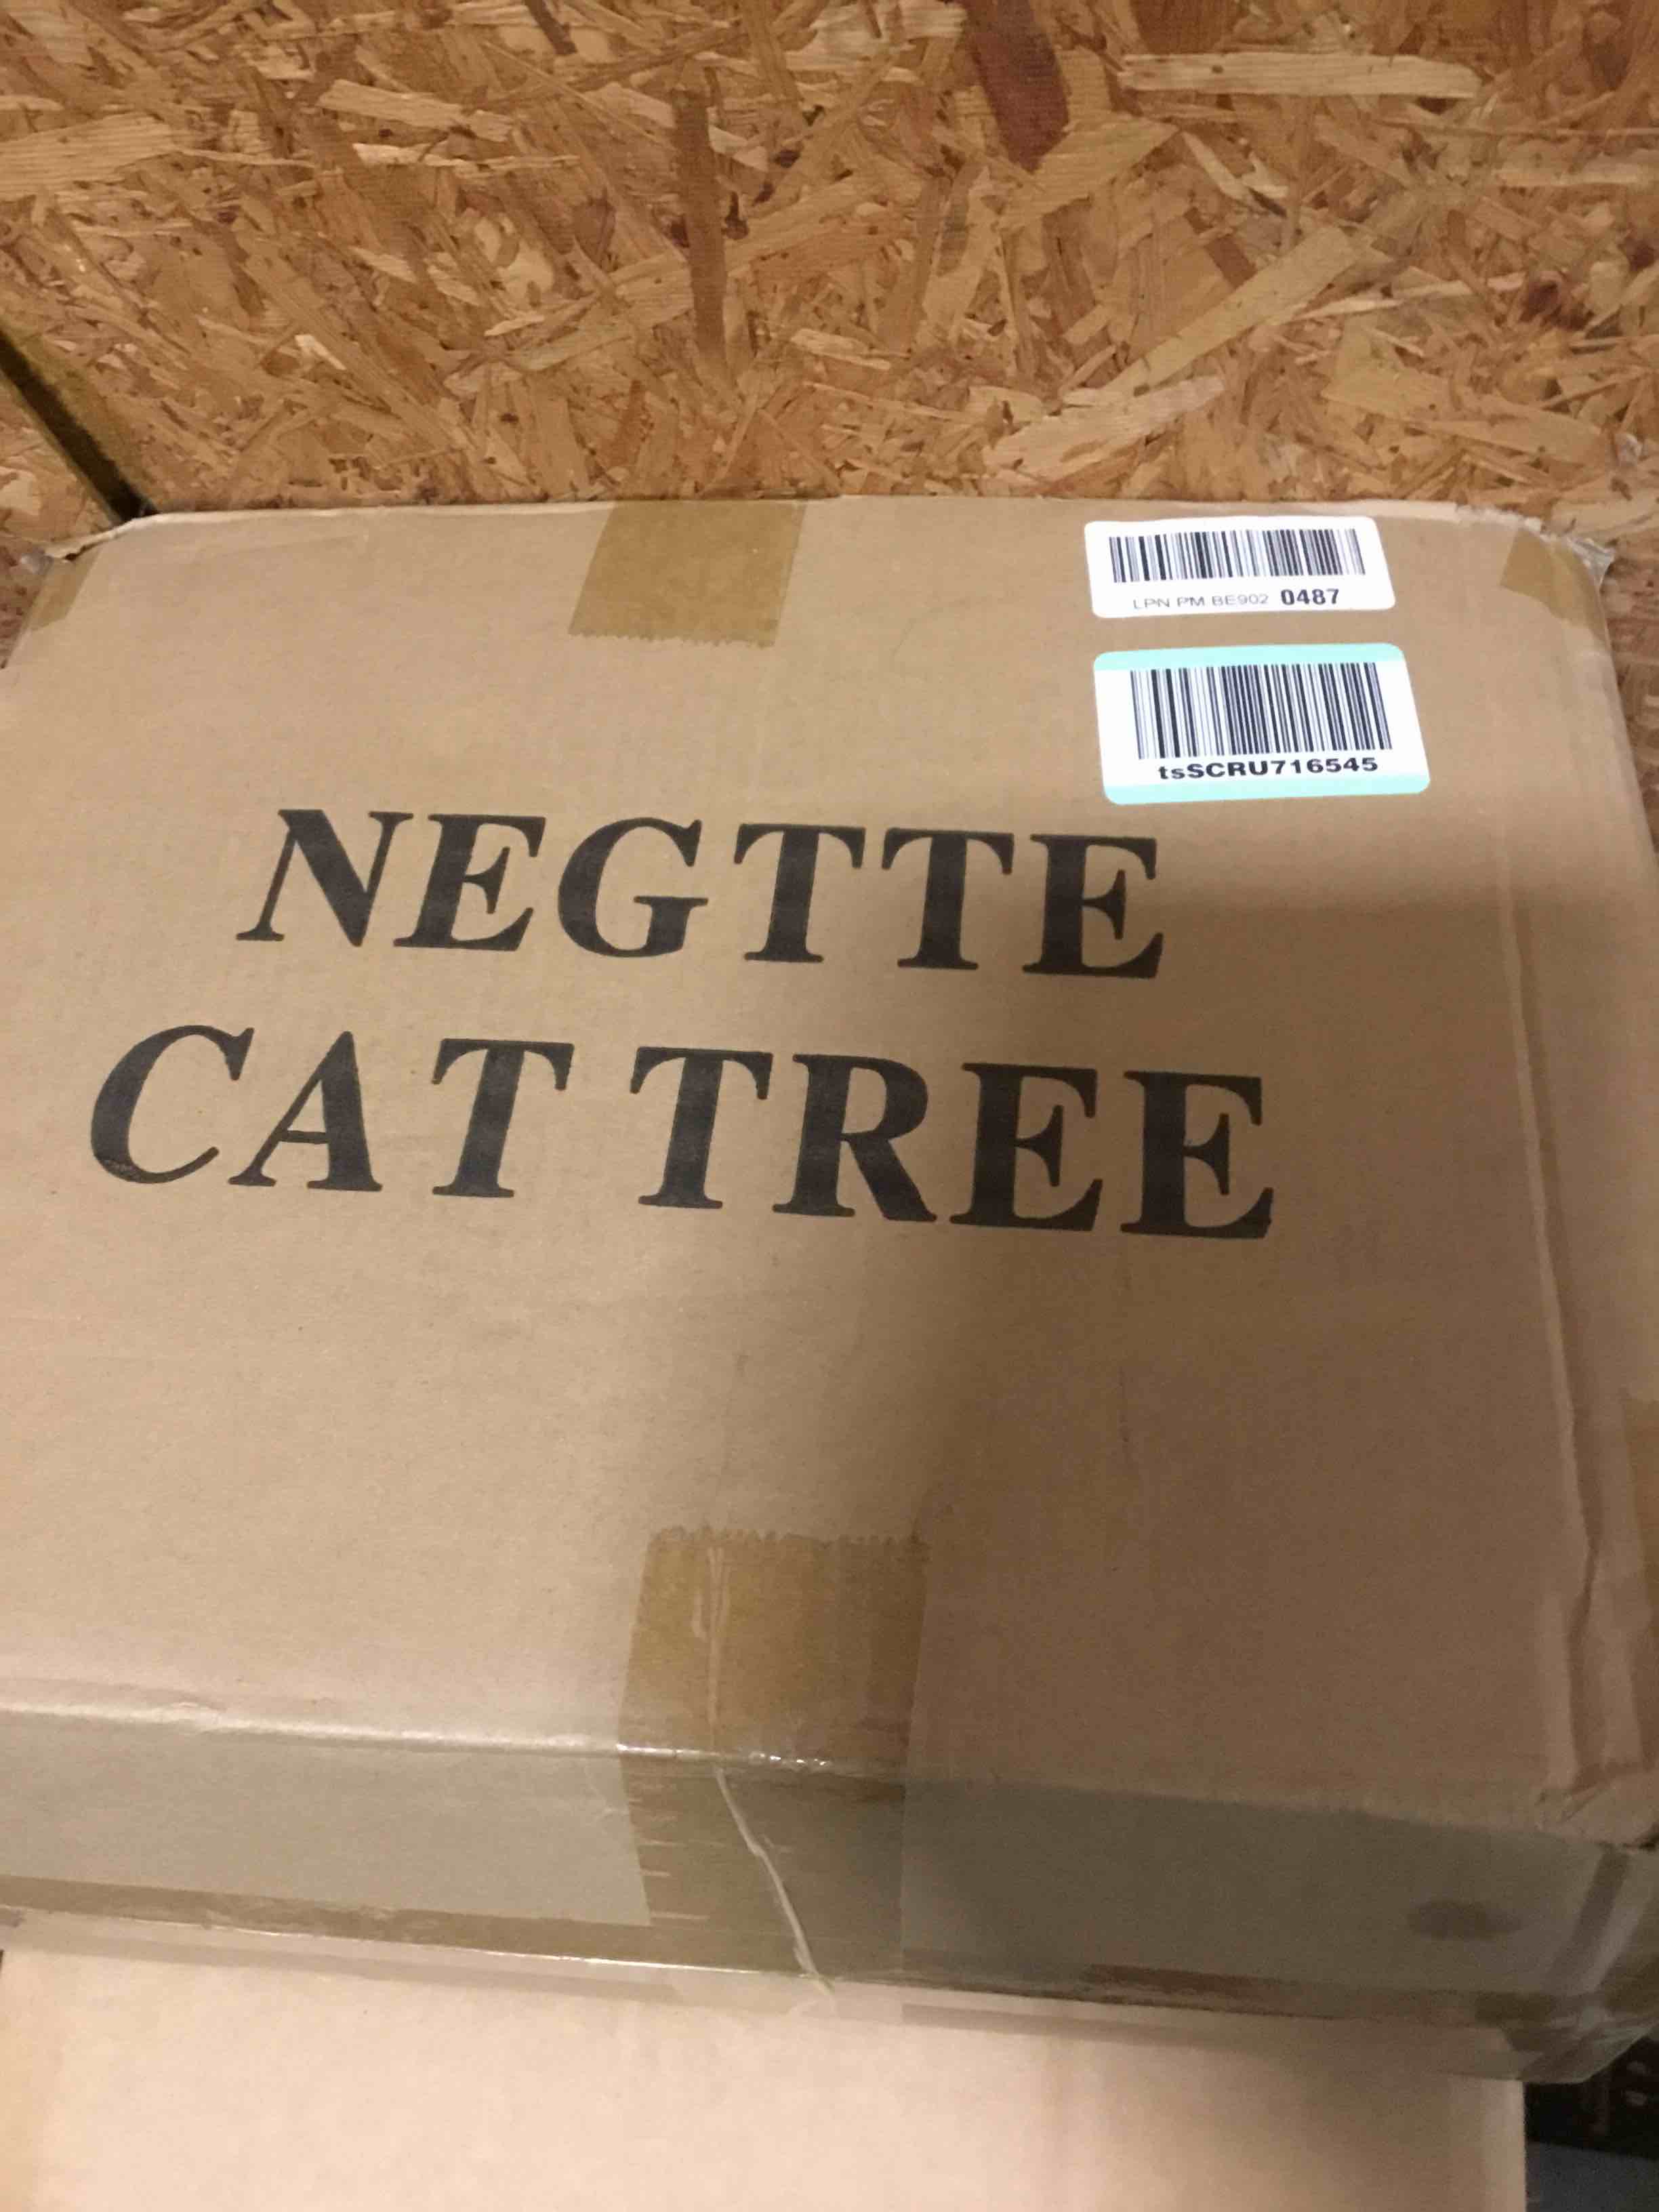 LPN PM BE902 0487
tsSCRU716545
NEGTTE
CAT TREE